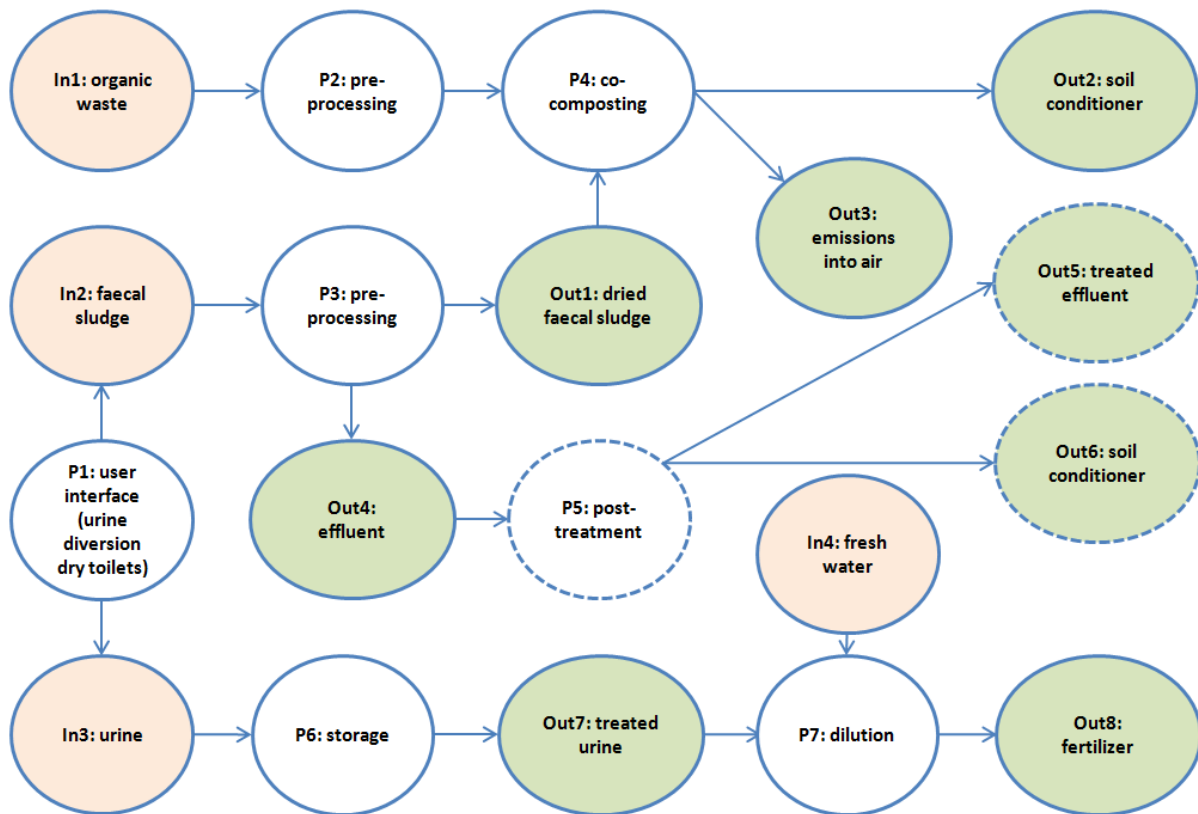 In1: organic
waste
P2: pre-
processing
P4: co-
composting
Out2: soil
conditioner
Out3:
emissions
into air
In2: faecal
sludge
P3: pre-
processing
Out1: dried
faecal sludge
Out5: treated
effluent
P1: user
interface
(urine
diversion
dry toilets)
Out4:
effluent
P5: post-
treatment
In4: fresh
water
Out6: soil
conditioner
In3: urine
P6: storage
Out7: treated
urine
P7: dilution
Out8:
fertilizer